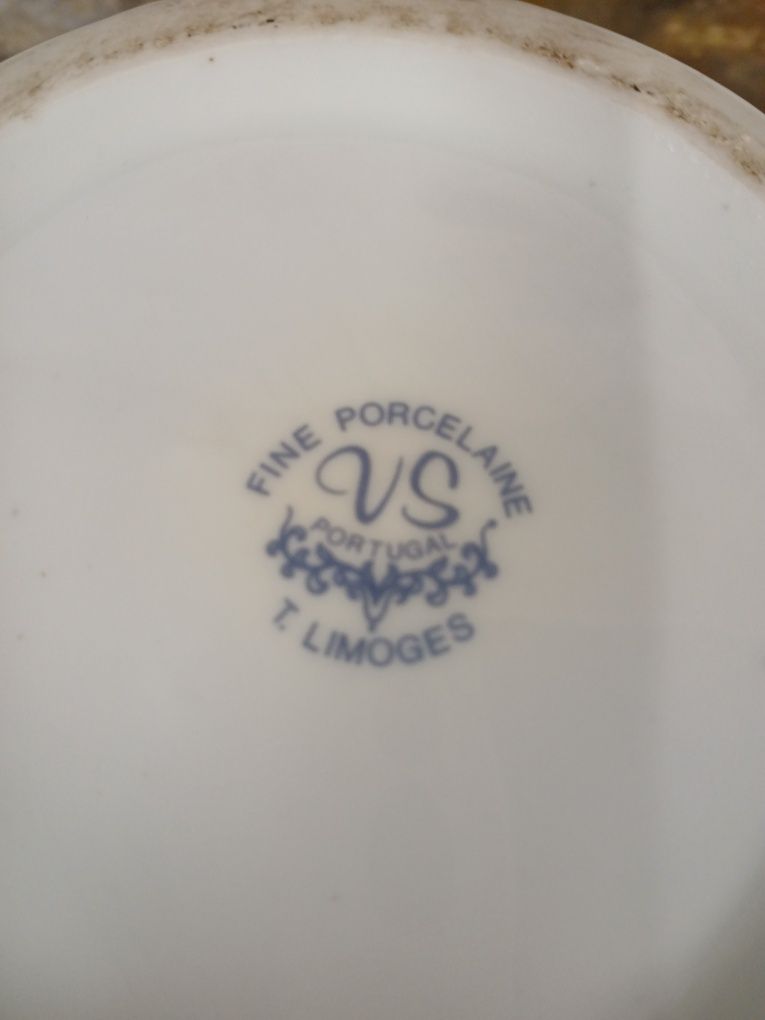 FINE PORCELAINE
VS
PORTUGAL
T. LIMOGES